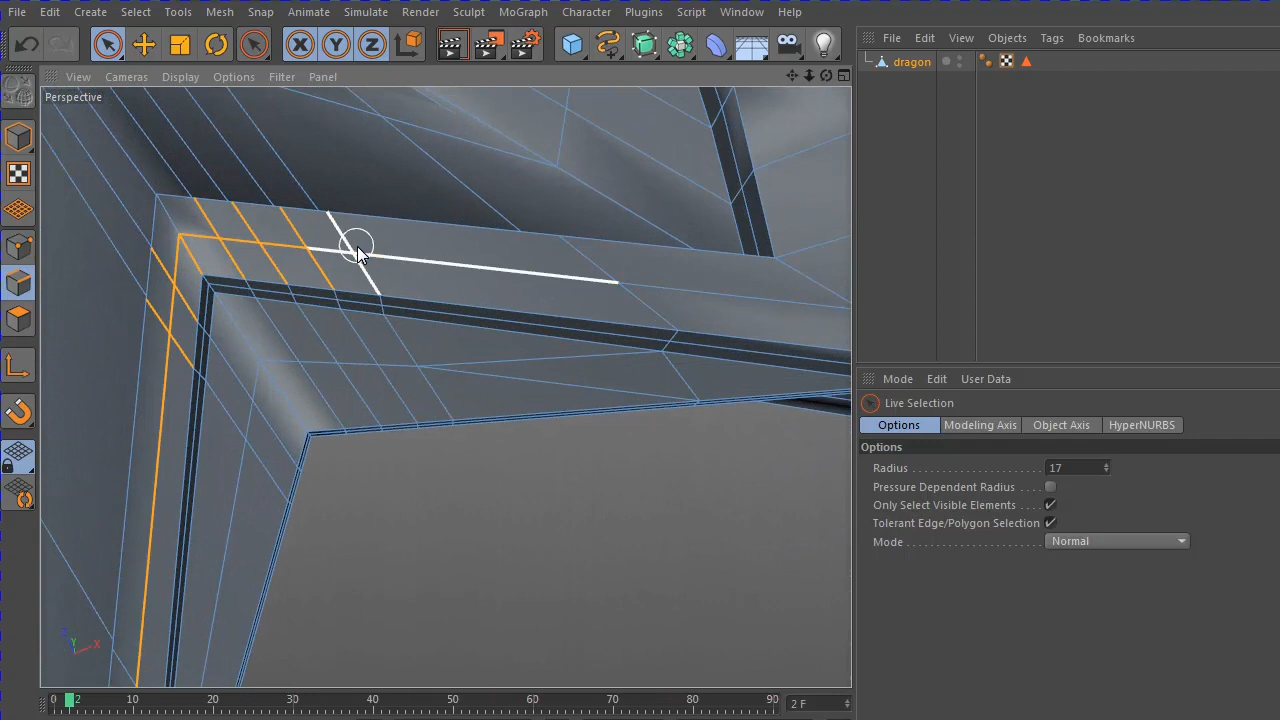 File Edit Create Select Tools Mesh Snap Animate Simulate Render Sculpt MoGraph Character Plugins Script Window Help
X Y Z
File Edit View Objects Tags Bookmarks
dragon
View Cameras Display Options Filter Panel
Perspective
Mode Edit User Data
Live Selection
Options Modeling Axis Object Axis HyperNURBS
Options
Radius 17
Pressure Dependent Radius
Only Select Visible Elements
Tolerant Edge/Polygon Selection
Mode Normal
Y X
0 2 10 20 30 40 50 60 70 80 90 2 F